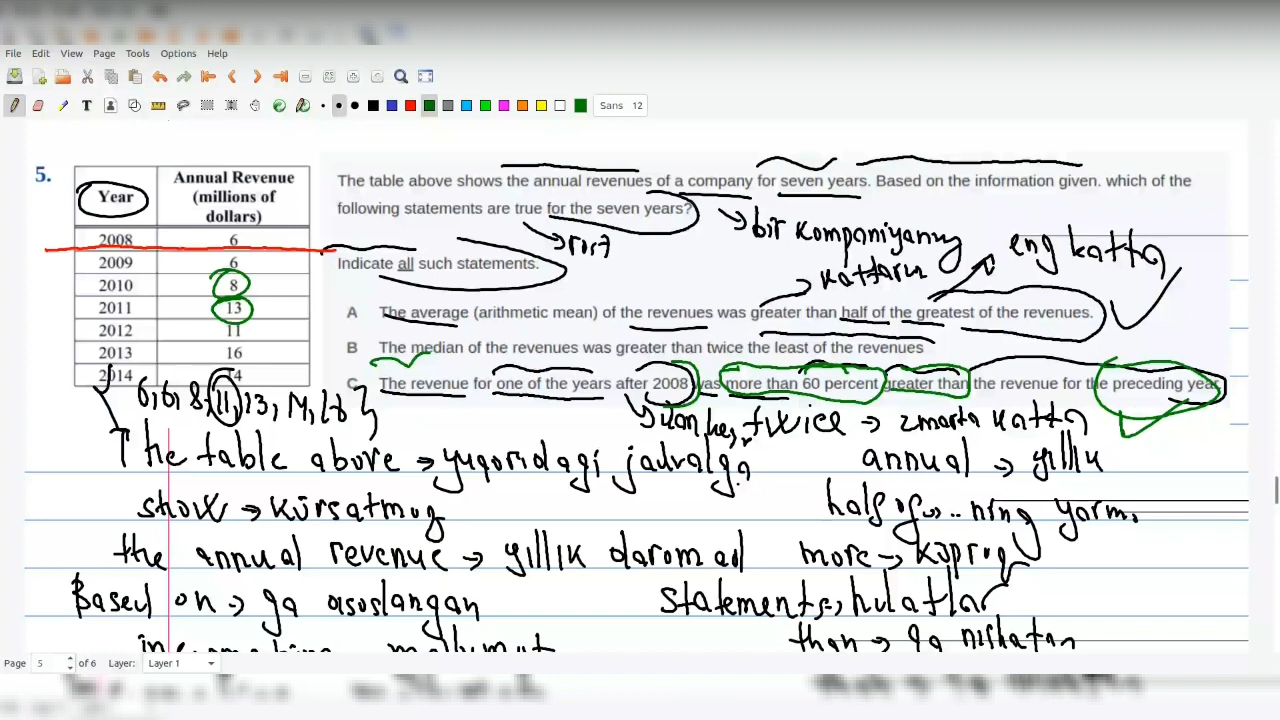 File Edit View Page Tools Options Help
T Sans 12
5.
Year Annual Revenue (millions of dollars)
2008 6
2009 6
2010 8
2011 13
2012 11
2013 16
2014 14
The table above shows the annual revenues of a company for seven years. Based on the information given. which of the
following statements are true for the seven years?
Indicate all such statements.
A The average (arithmetic mean) of the revenues was greater than half of the greatest of the revenues.
B The median of the revenues was greater than twice the least of the revenues
C The revenue for one of the years after 2008 was more than 60 percent greater than the revenue for the preceding year
bir kompaniyaning
eng katta
kattaroq
6, 6, 8, 11, 13, 14, 16 }
twice → 2 marta katta
The table above → yuqoridagi jadvalga
annual → yillik
show → kursatmoq
half of → .. ning yarmi
the annual revenue → yillik daromad
more → koproq
Based on → ga asoslangan
statements → holatlar
than → ga nisbatan
Page 5 of 6 Layer: Layer 1